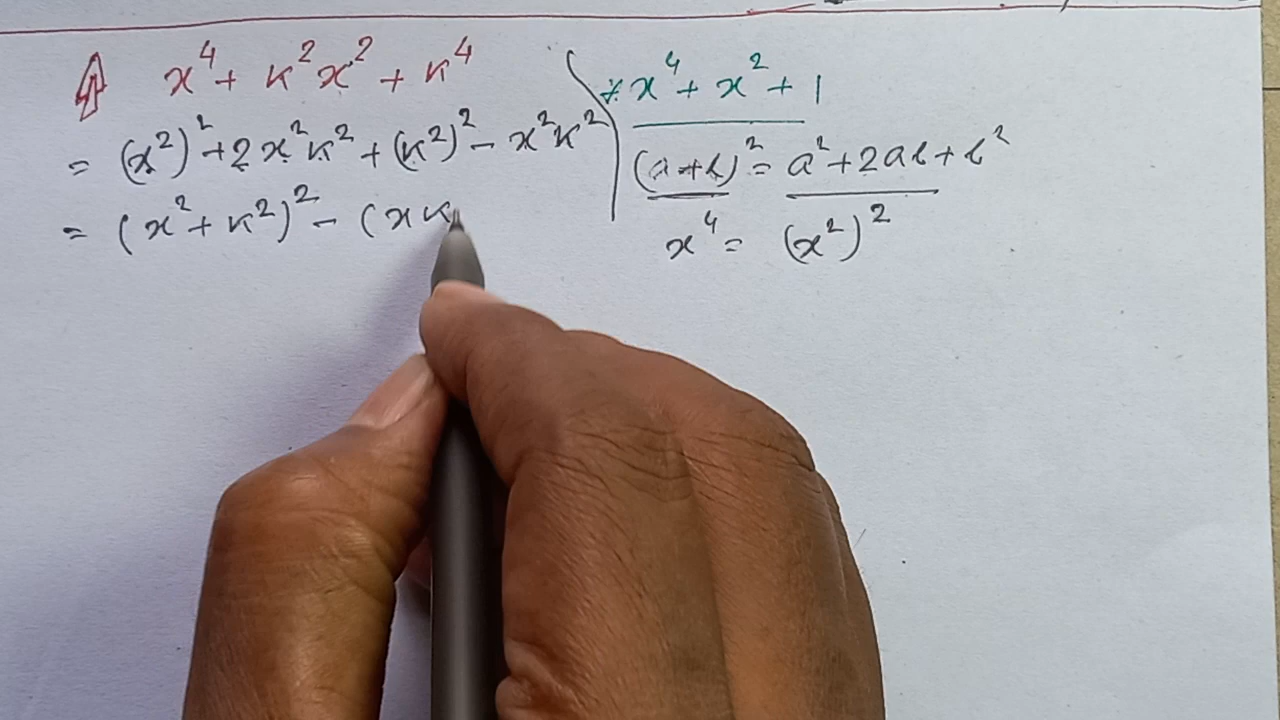 x⁴ + k²x² + k⁴
= (x²)² + 2x²k² + (k²)² - x²k²
= (x² + k²)² - (xk
* x⁴ + x² + 1
(a+b)² = a² + 2ab + b²
x⁴ = (x²)²